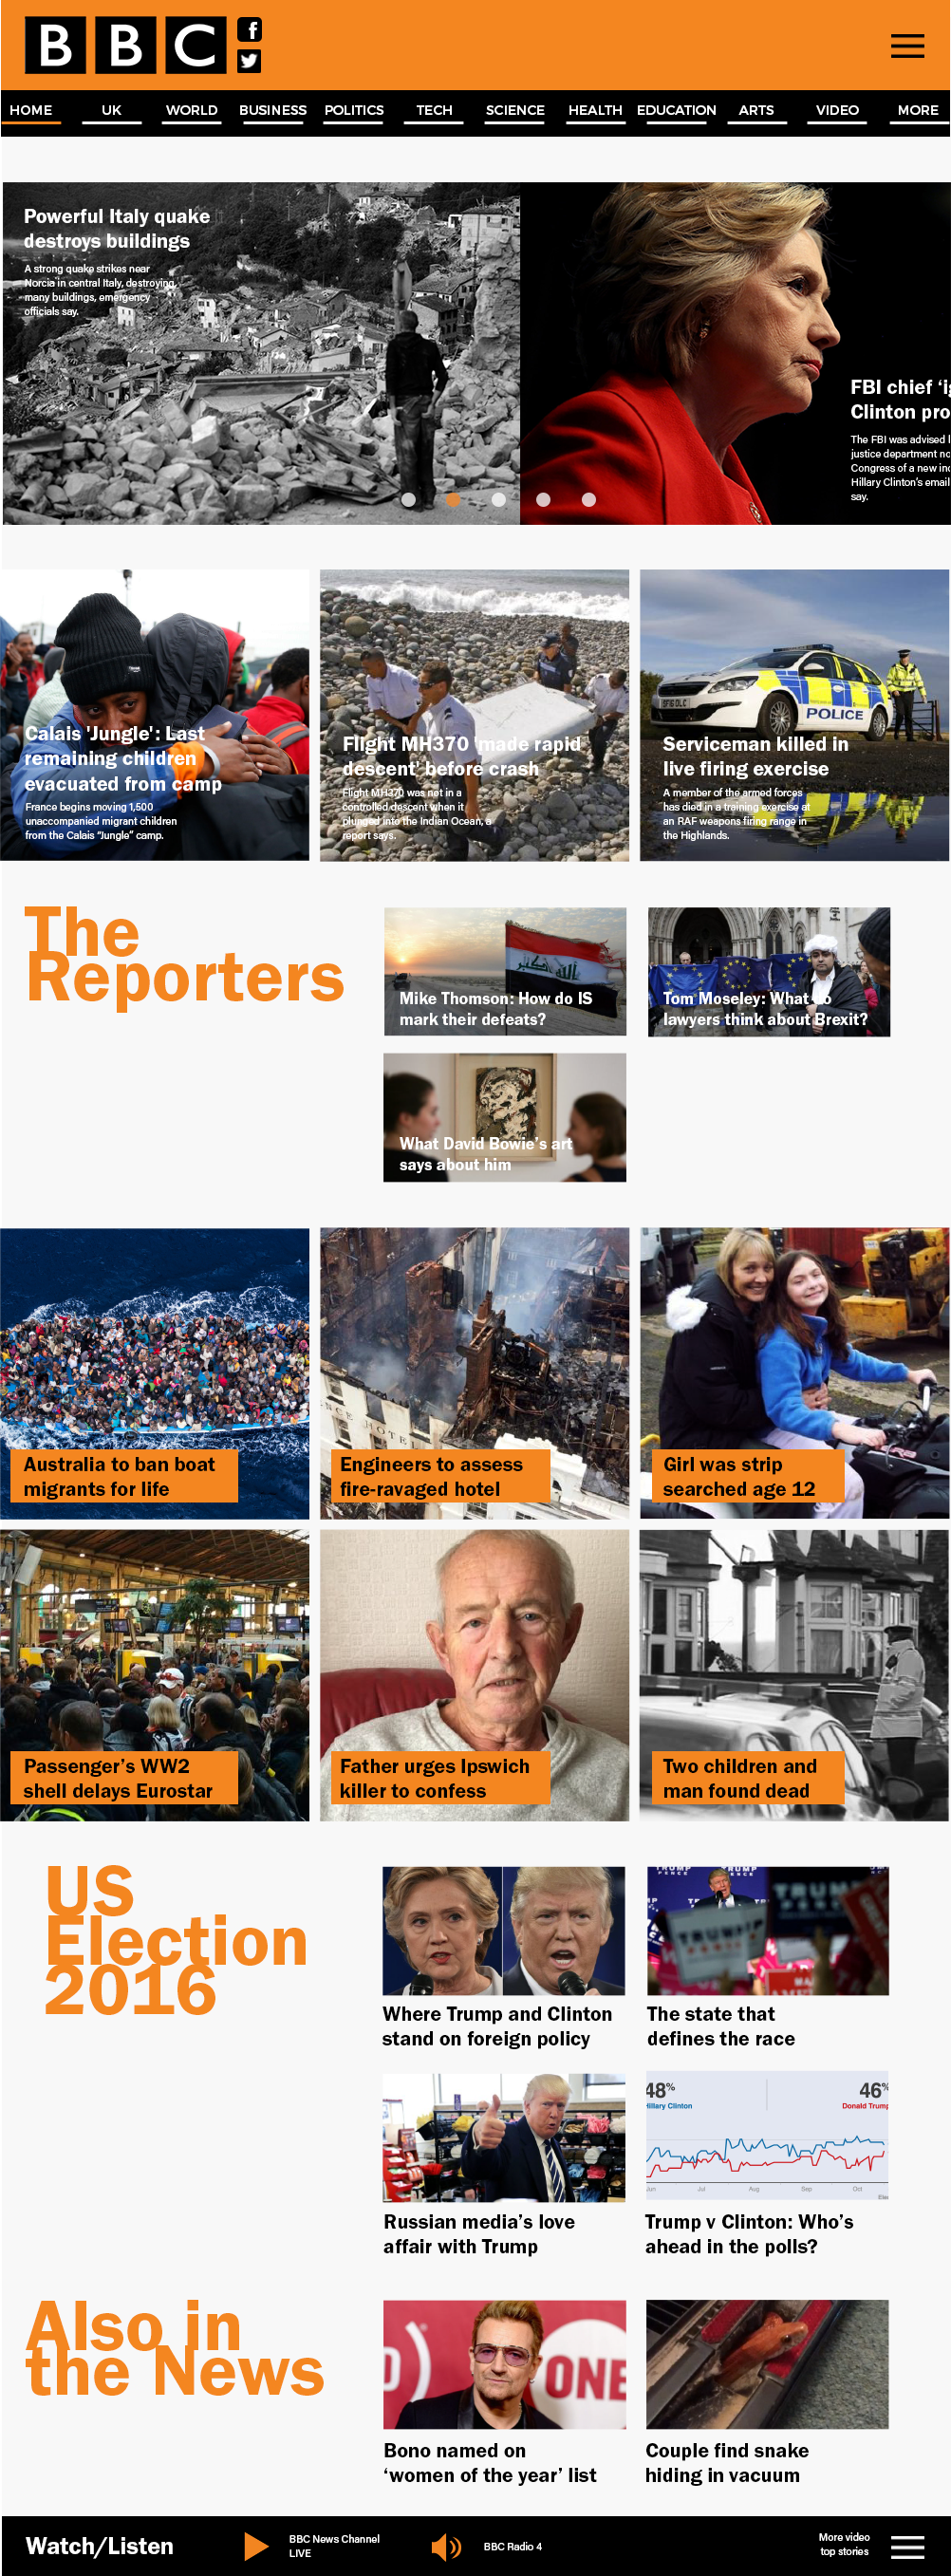 BBC
HOME UK WORLD BUSINESS POLITICS TECH SCIENCE HEALTH EDUCATION ARTS VIDEO MORE
Powerful Italy quake
destroys buildings
A strong quake strikes near
Norcia in central Italy, destroying,
many buildings, emergency
officials say.
FBI chief ‘i
Clinton pro
The FBI was advised
justice department
Congress of a new
Hillary Clinton’s email
say.
Calais 'Jungle': Last
remaining children
evacuated from camp
France begins moving 1,500
unaccompanied migrant children
from the Calais “Jungle” camp.
Flight MH370 'made rapid
descent' before crash
Flight MH370 was not in a
controlled descent when it
plunged into the Indian Ocean, a
report says.
POLICE
Serviceman killed in
live firing exercise
A member of the armed forces
has died in a training exercise at
an RAF weapons firing range in
the Highlands.
The
Reporters
Mike Thomson: How do IS
mark their defeats?
Tom Moseley: What do
lawyers think about Brexit?
What David Bowie’s art
says about him
Australia to ban boat
migrants for life
Engineers to assess
fire-ravaged hotel
Girl was strip
searched age 12
Passenger’s WW2
shell delays Eurostar
Father urges Ipswich
killer to confess
Two children and
man found dead
US
Election
2016
Where Trump and Clinton
stand on foreign policy
TRUMP
PENCE
The state that
defines the race
Russian media’s love
affair with Trump
48% 46%
Hillary Clinton Donald Trump
Jun Jul Aug Sep Oct
Trump v Clinton: Who’s
ahead in the polls?
Also in
the News
ONE
Bono named on
‘women of the year’ list
Couple find snake
hiding in vacuum
Watch/Listen
BBC News Channel
LIVE
BBC Radio 4
More video
top stories